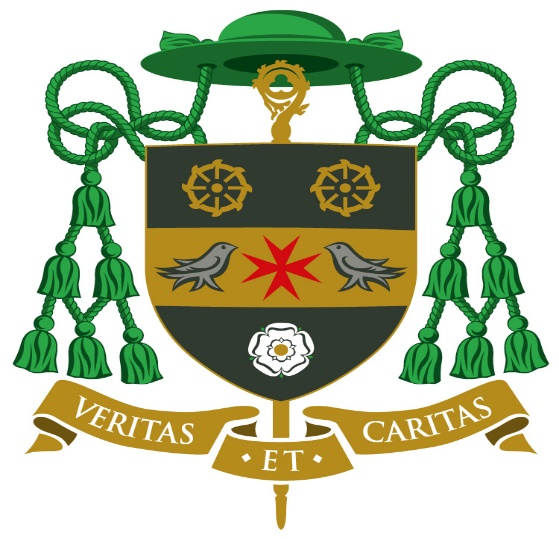 VERITAS
· ET ·
CARITAS